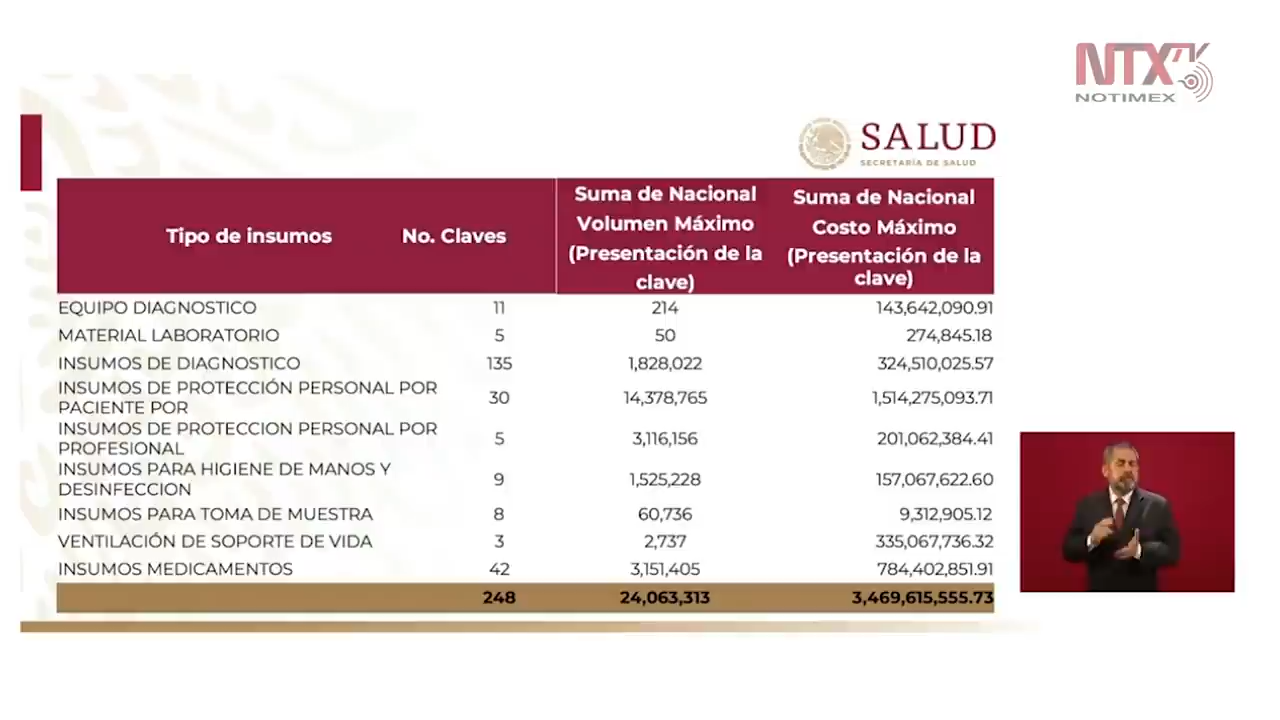 NTX
NOTIMEX
SALUD
SECRETARÍA DE SALUD
Tipo de insumos No. Claves Suma de Nacional Volumen Máximo (Presentación de la clave) Suma de Nacional Costo Máximo (Presentación de la clave)
EQUIPO DIAGNOSTICO 11 214 143,642,090.91
MATERIAL LABORATORIO 5 50 274,845.18
INSUMOS DE DIAGNOSTICO 135 1,828,022 324,510,025.57
INSUMOS DE PROTECCIÓN PERSONAL POR
PACIENTE POR 30 14,378,765 1,514,275,093.71
INSUMOS DE PROTECCION PERSONAL POR
PROFESIONAL 5 3,116,156 201,062,384.41
INSUMOS PARA HIGIENE DE MANOS Y
DESINFECCION 9 1,525,228 157,067,622.60
INSUMOS PARA TOMA DE MUESTRA 8 60,736 9,312,905.12
VENTILACIÓN DE SOPORTE DE VIDA 3 2,737 335,067,736.32
INSUMOS MEDICAMENTOS 42 3,151,405 784,402,851.91
248 24,063,313 3,469,615,555.73